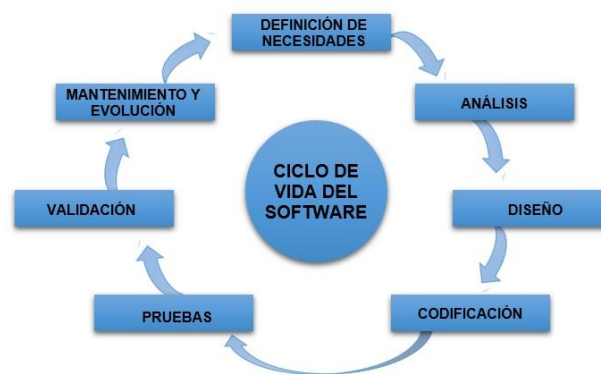 DEFINICIÓN DE
NECESIDADES
ANÁLISIS
DISEÑO
CODIFICACIÓN
PRUEBAS
VALIDACIÓN
MANTENIMIENTO Y
EVOLUCIÓN
CICLO DE
VIDA DEL
SOFTWARE